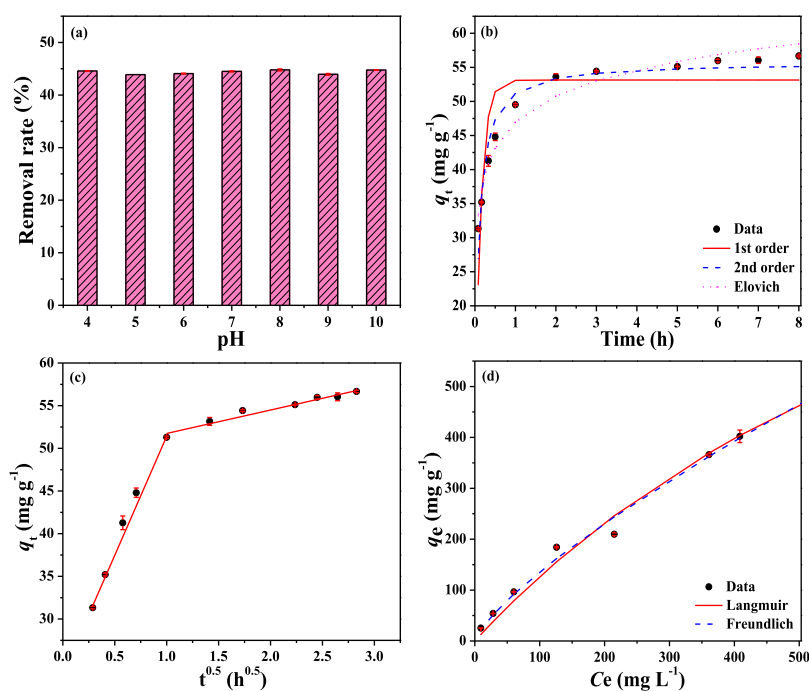 (a)
Removal rate (%)
50
40
30
20
10
0
4 5 6 7 8 9 10
pH
(b)
qt (mg g-1)
65
60
55
50
45
40
35
30
25
20
0 1 2 3 4 5 6 7 8
Time (h)
Data
1st order
2nd order
Elovich
(c)
qt (mg g-1)
60
55
50
45
40
35
30
0.0 0.5 1.0 1.5 2.0 2.5 3.0
t0.5 (h0.5)
(d)
qe (mg g-1)
500
400
300
200
100
0
0 100 200 300 400 500
Ce (mg L-1)
Data
Langmuir
Freundlich